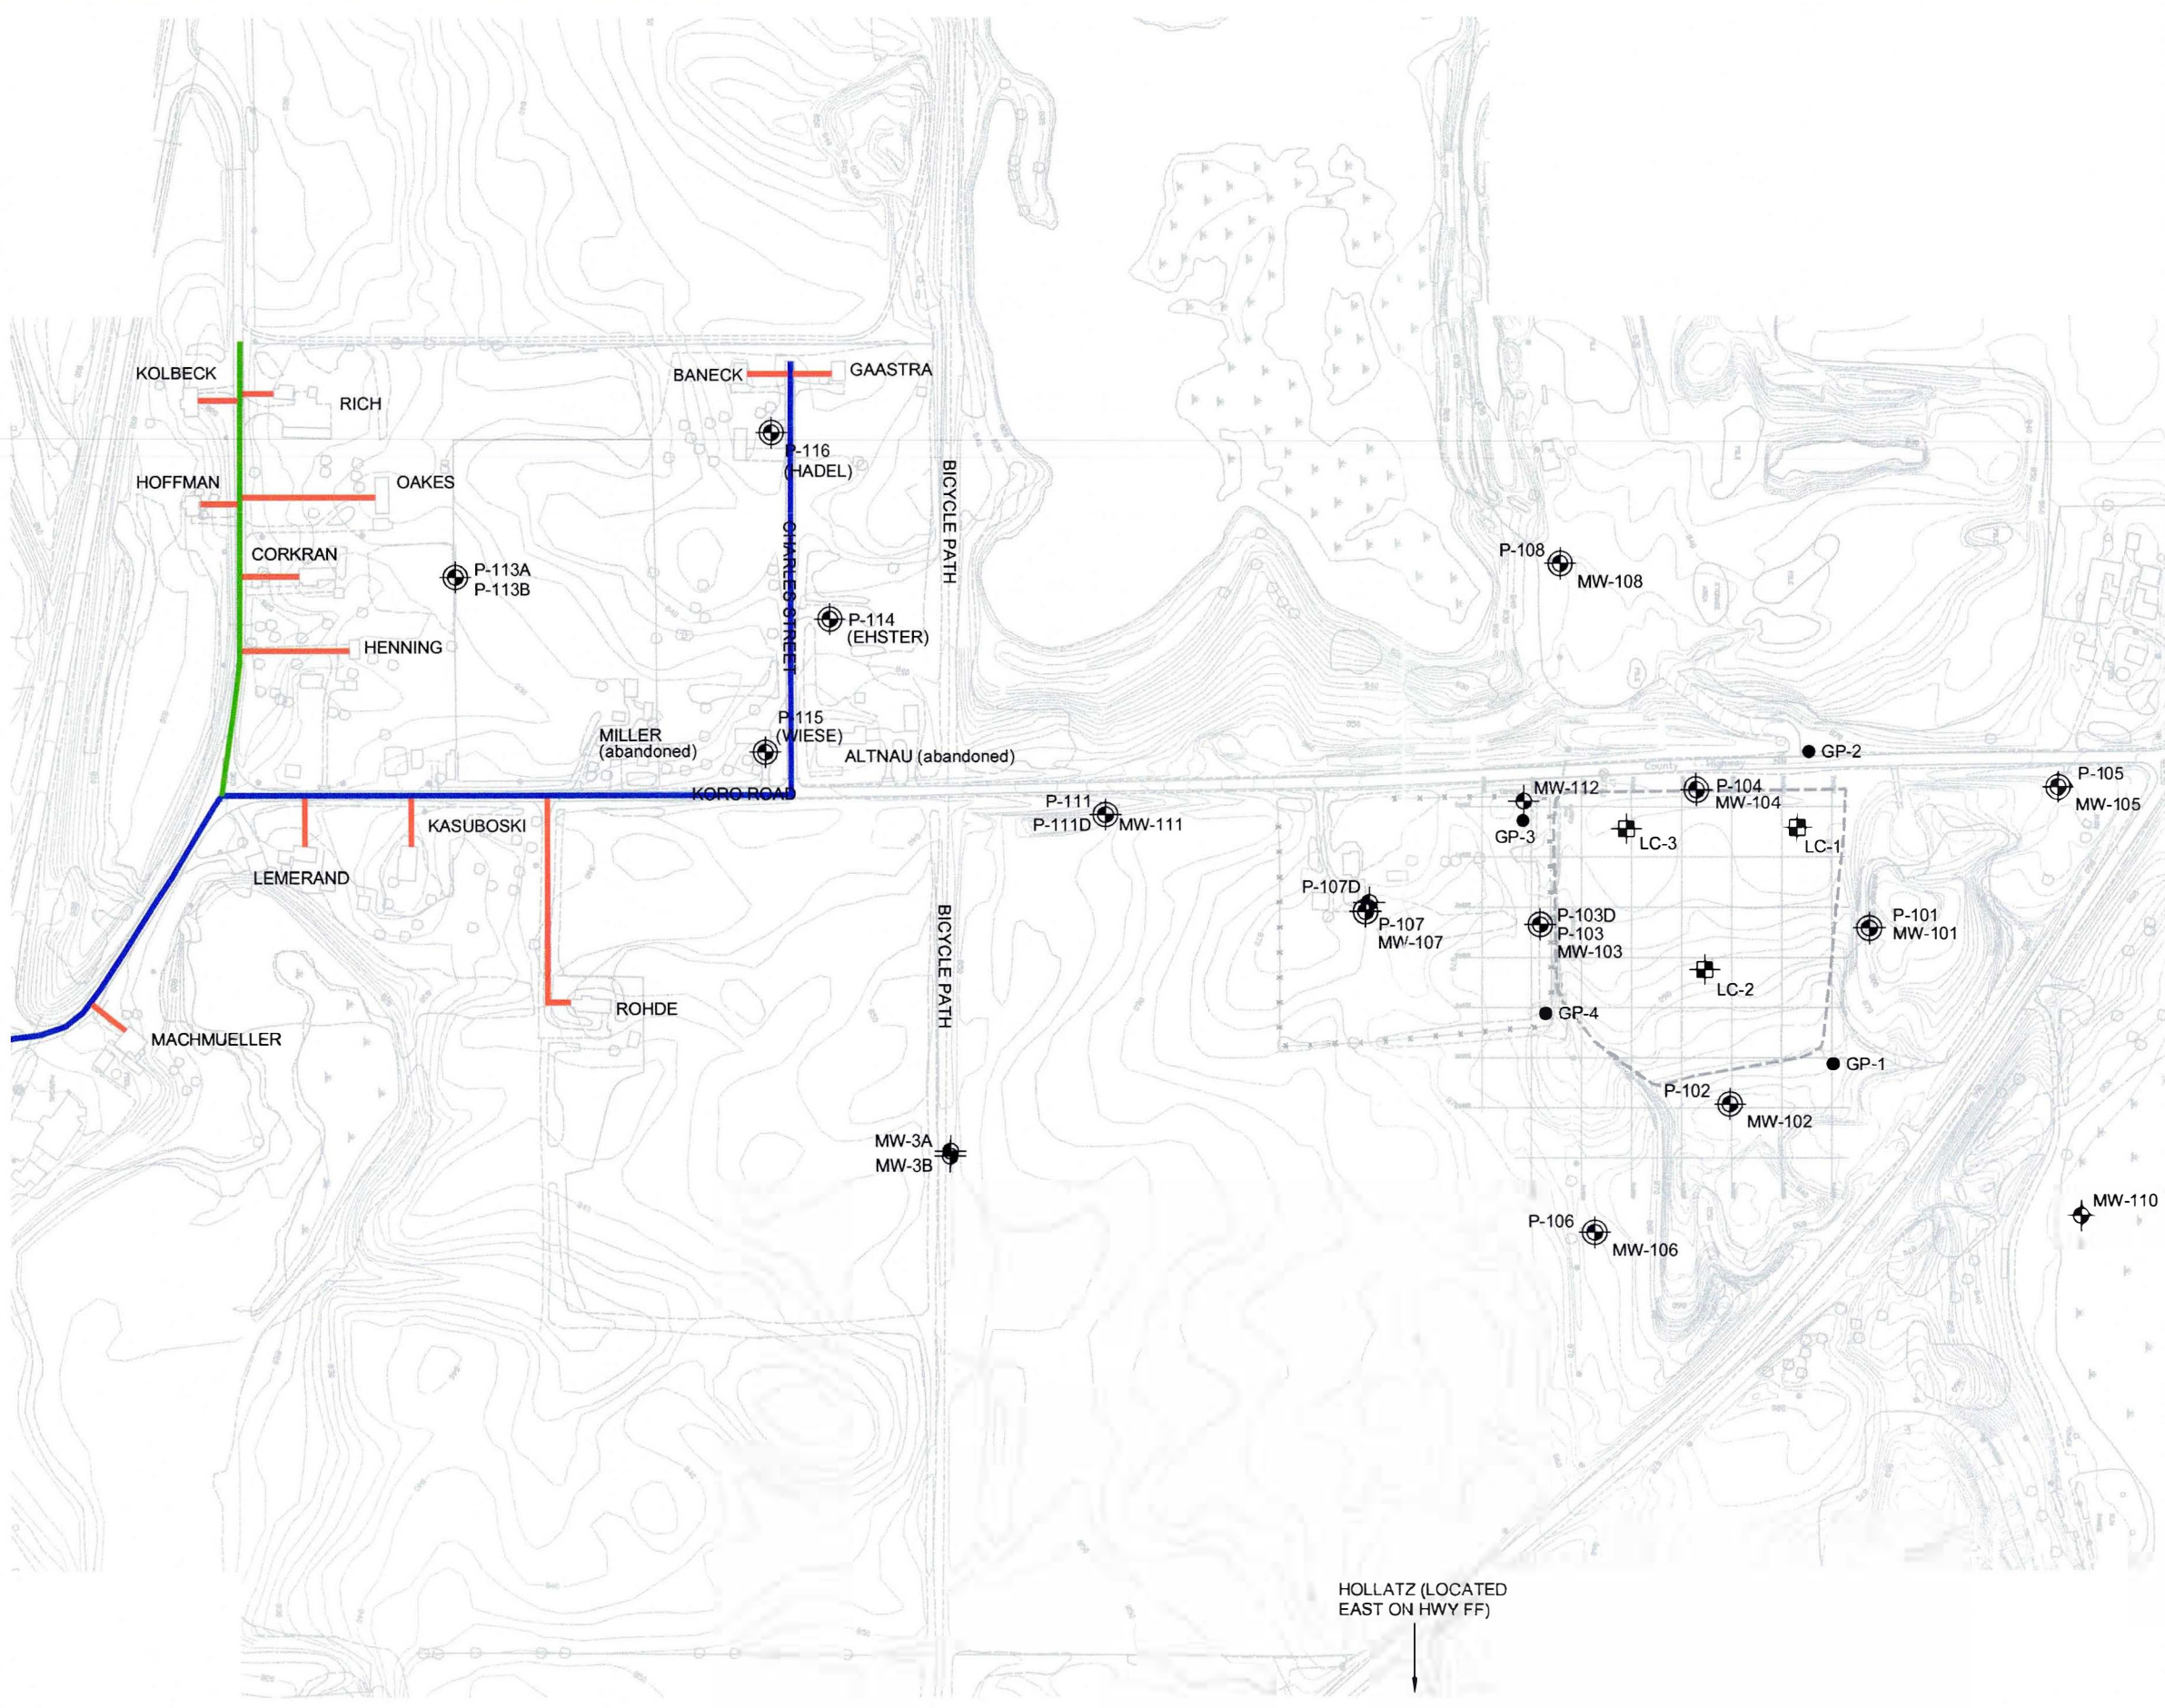 KOLBECK
RICH
BANECK
GAASTRA
P-116
(HADEL)
HOFFMAN
OAKES
BICYCLE PATH
CHARLES STREET
CORKRAN
P-113A
P-113B
P-108
MW-108
P-114
(EHSTER)
HENNING
P-115
(WIESE)
MILLER
(abandoned)
ALTNAU (abandoned)
GP-2
County Highway
KORO ROAD
P-111
P-111D
MW-111
MW-112
GP-3
P-104
MW-104
P-105
MW-105
LC-3
LC-1
KASUBOSKI
LEMERAND
P-107D
P-107
MW-107
P-103D
P-103
MW-103
P-101
MW-101
BICYCLE PATH
LC-2
ROHDE
GP-4
MACHMUELLER
GP-1
P-102
MW-102
MW-3A
MW-3B
MW-110
P-106
MW-106
HOLLATZ (LOCATED
EAST ON HWY FF)